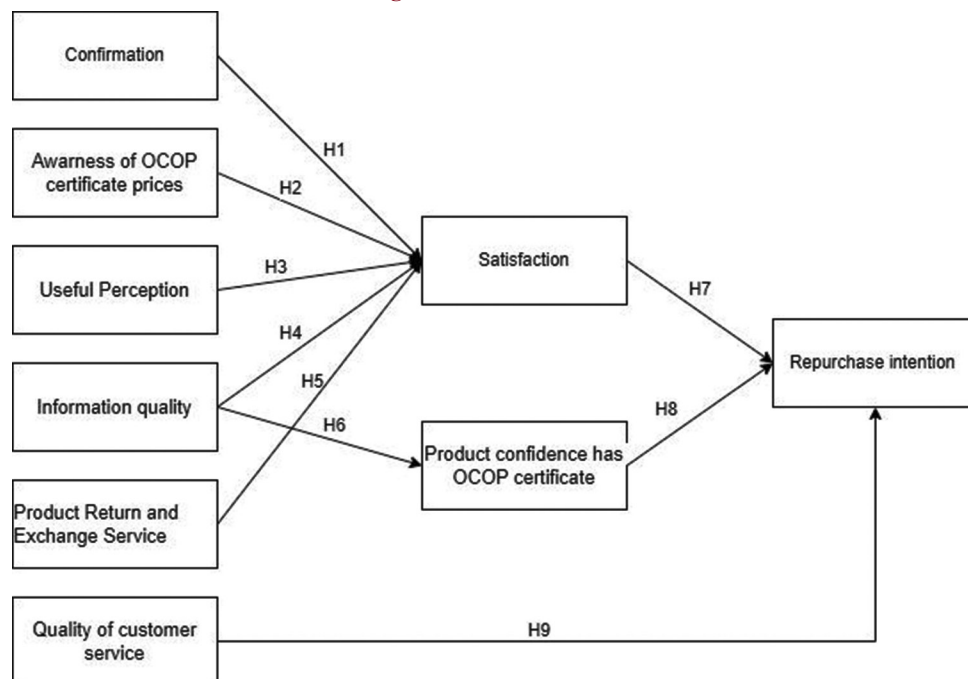 Confirmation
H1
Awarness of OCOP
certificate prices
H2
Satisfaction
Useful Perception
H3
H7
H4
Repurchase intention
Information quality
H5
H6
H8
Product confidence has
OCOP certificate
Product Return and
Exchange Service
Quality of customer
service
H9